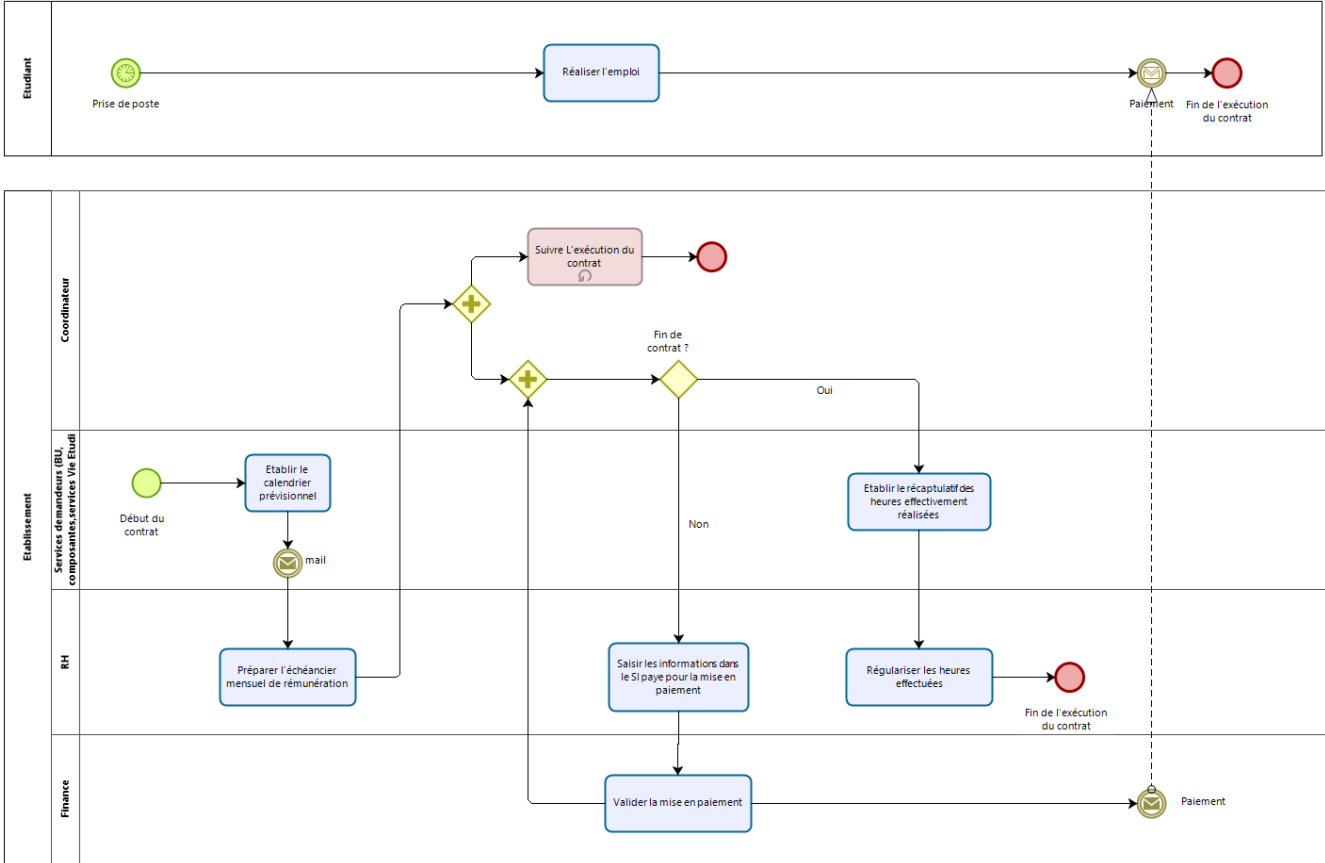 Etudiant
Prise de poste
Réaliser l'emploi
Paiement
Fin de l'exécution
du contrat
Etablissement
Coordinateur
Suivre L'exécution du
contrat
Fin de
contrat ?
Oui
Non
Services demandeurs (BU,
composantes,services Vie Etudi
Début du
contrat
Etablir le
calendrier
prévisionnel
mail
Etablir le récaptulatif des
heures effectivement
réalisées
RH
Préparer l'échéancier
mensuel de rémunération
Saisir les informations dans
le SI paye pour la mise en
paiement
Régulariser les heures
effectuées
Fin de l'exécution
du contrat
Finance
Valider la mise en paiement
Paiement